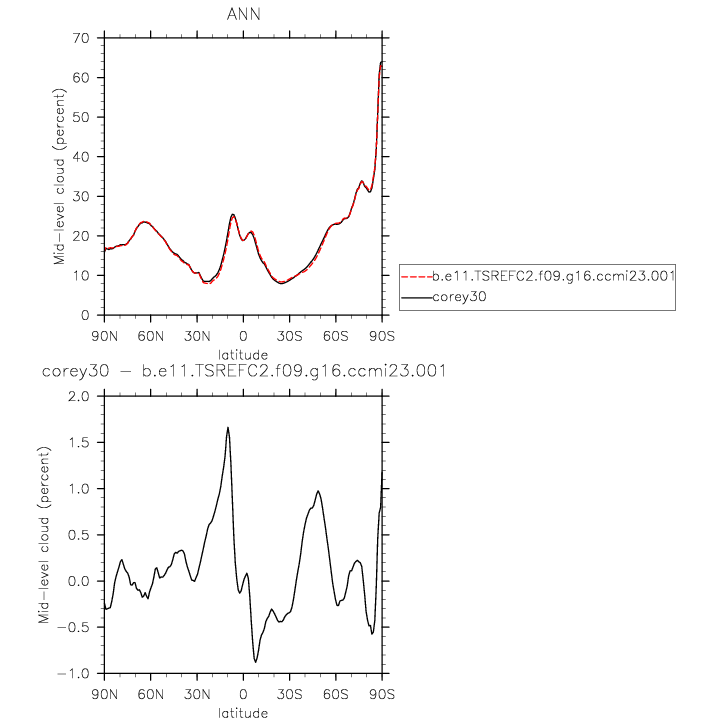 ANN
70
60
50
40
30
20
10
0
Mid-level cloud (percent)
90N 60N 30N 0 30S 60S 90S
latitude
b.e11.TSREFC2.f09.g16.ccmi23.001
corey30
corey30 - b.e11.TSREFC2.f09.g16.ccmi23.001
2.0
1.5
1.0
0.5
0.0
-0.5
-1.0
Mid-level cloud (percent)
90N 60N 30N 0 30S 60S 90S
latitude